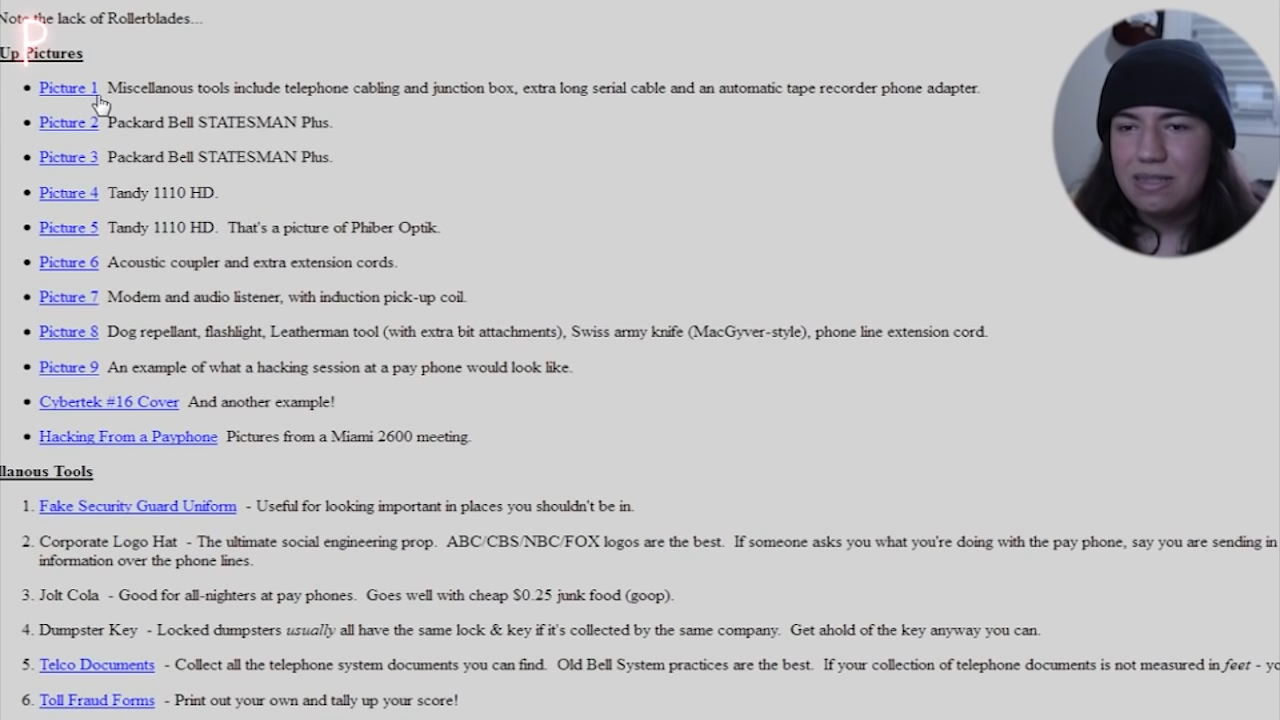 Note the lack of Rollerblades...
P
Up Pictures
• Picture 1 Miscellanous tools include telephone cabling and junction box, extra long serial cable and an automatic tape recorder phone adapter.
• Picture 2 Packard Bell STATESMAN Plus.
• Picture 3 Packard Bell STATESMAN Plus.
• Picture 4 Tandy 1110 HD.
• Picture 5 Tandy 1110 HD. That's a picture of Phiber Optik.
• Picture 6 Acoustic coupler and extra extension cords.
• Picture 7 Modem and audio listener, with induction pick-up coil.
• Picture 8 Dog repellant, flashlight, Leatherman tool (with extra bit attachments), Swiss army knife (MacGyver-style), phone line extension cord.
• Picture 9 An example of what a hacking session at a pay phone would look like.
• Cybertek #16 Cover And another example!
• Hacking From a Payphone Pictures from a Miami 2600 meeting.
llanous Tools
1. Fake Security Guard Uniform - Useful for looking important in places you shouldn't be in.
2. Corporate Logo Hat - The ultimate social engineering prop. ABC/CBS/NBC/FOX logos are the best. If someone asks you what you're doing with the pay phone, say you are sending in
information over the phone lines.
3. Jolt Cola - Good for all-nighters at pay phones. Goes well with cheap $0.25 junk food (goop).
4. Dumpster Key - Locked dumpsters usually all have the same lock & key if it's collected by the same company. Get ahold of the key anyway you can.
5. Telco Documents - Collect all the telephone system documents you can find. Old Bell System practices are the best. If your collection of telephone documents is not measured in feet - yo
6. Toll Fraud Forms - Print out your own and tally up your score!